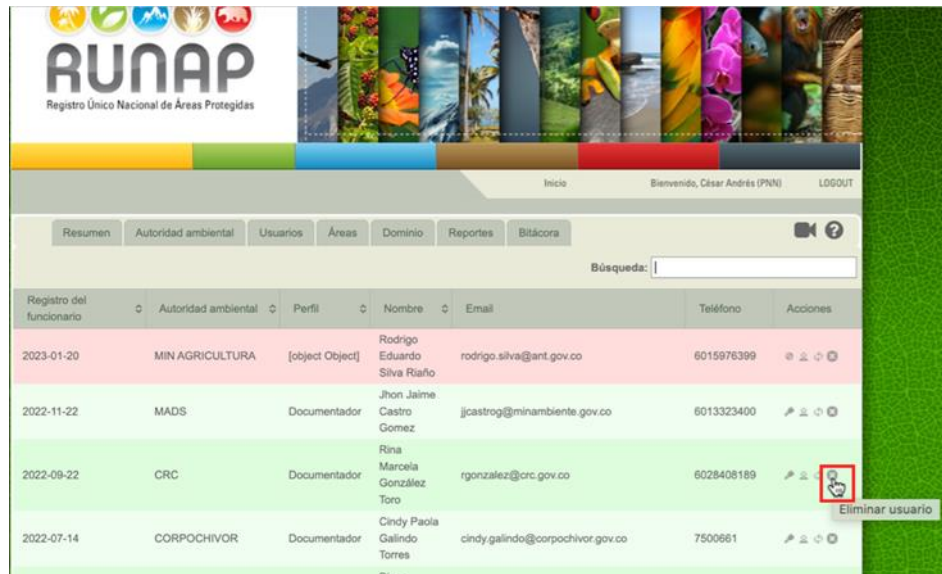 RUNAP
Registro Único Nacional de Áreas Protegidas
Inicio Bienvenido, César Andrés (PNN) LOGOUT
Resumen Autoridad ambiental Usuarios Áreas Dominio Reportes Bitácora
Búsqueda:
Registro del funcionario Autoridad ambiental Perfil Nombre Email Teléfono Acciones
2023-01-20 MIN AGRICULTURA [object Object] Rodrigo Eduardo Silva Riaño rodrigo.silva@ant.gov.co 6015976399
2022-11-22 MADS Documentador Jhon Jaime Castro Gomez jjcastrog@minambiente.gov.co 6013323400
2022-09-22 CRC Documentador Rina Marcela González Toro rgonzalez@crc.gov.co 6028408189
Eliminar usuario
2022-07-14 CORPOCHIVOR Documentador Cindy Paola Galindo Torres cindy.galindo@corpochivor.gov.co 7500661